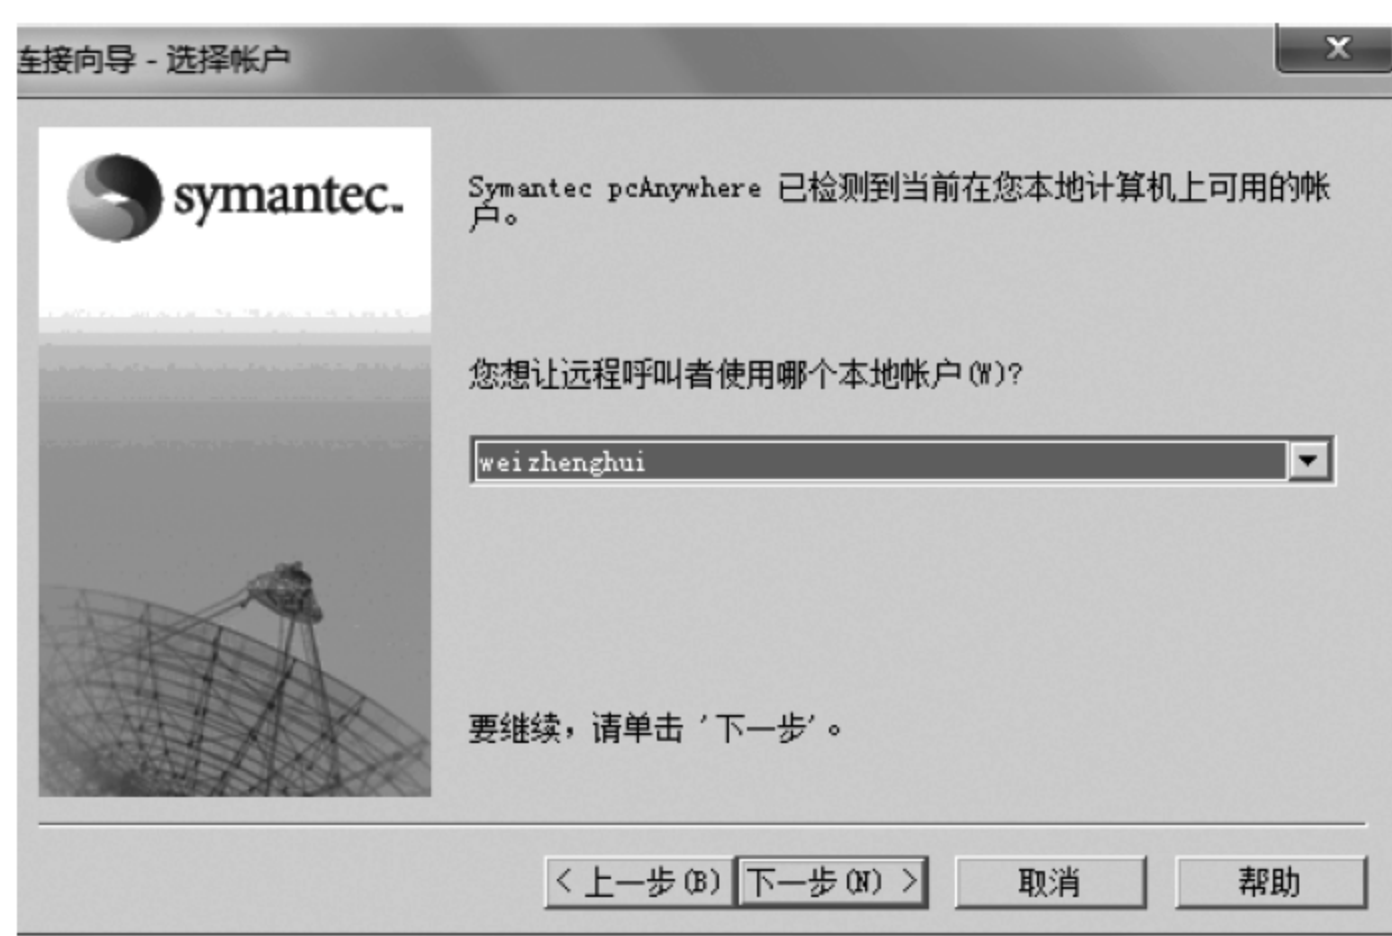 连接向导 - 选择帐户
symantec.
Symantec pcAnywhere 已检测到当前在您本地计算机上可用的帐
户。
您想让远程呼叫者使用哪个本地帐户(W)?
weizhenghui
要继续，请单击 '下一步'。
< 上一步(B) 下一步(N) > 取消 帮助